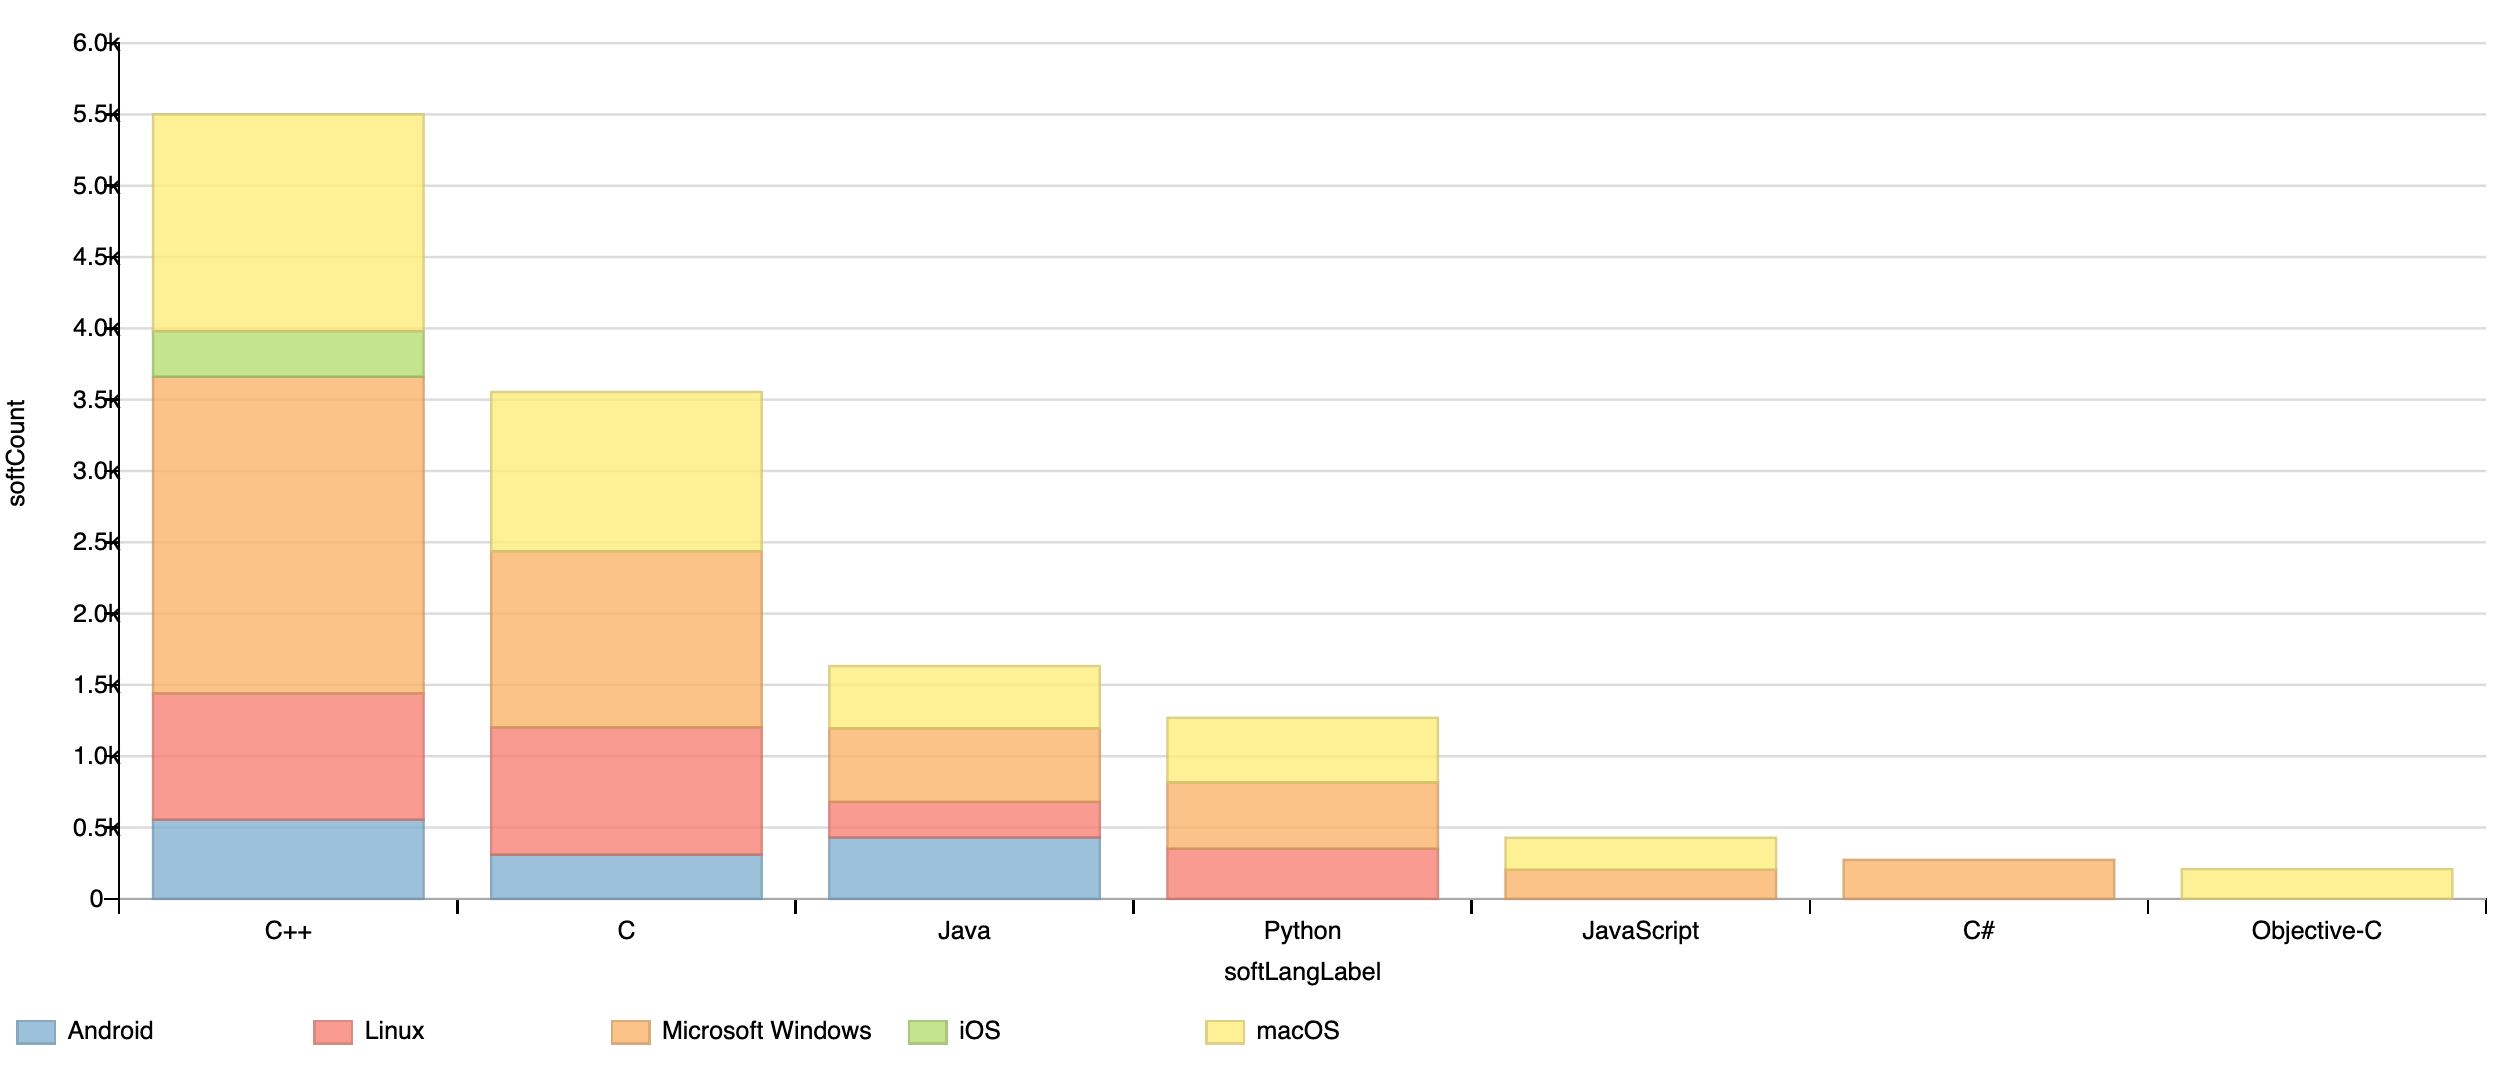 6.0k
5.5k
5.0k
4.5k
4.0k
3.5k
3.0k
2.5k
2.0k
1.5k
1.0k
0.5k
0
softCount
C++ C Java Python JavaScript C# Objective-C
softLangLabel
Android Linux Microsoft Windows iOS macOS